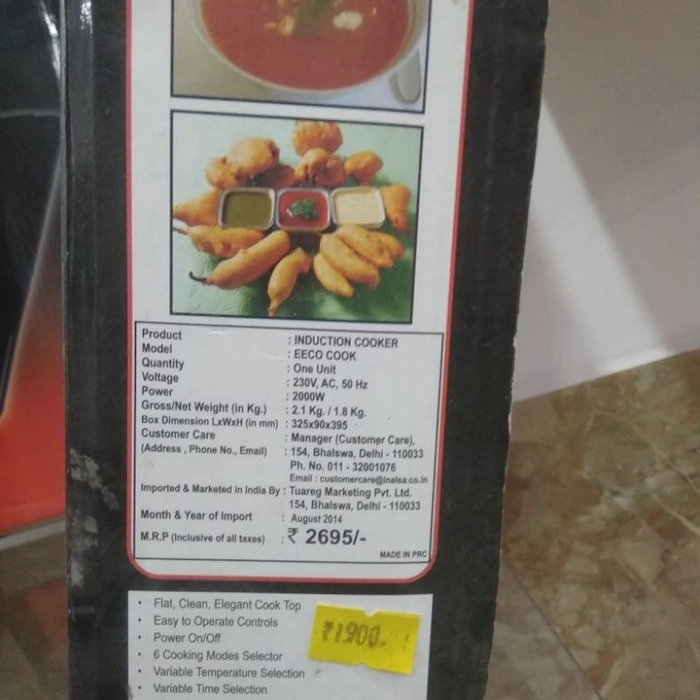 Product : INDUCTION COOKER
Model : EECO COOK
Quantity : One Unit
Voltage : 230V, AC, 50 Hz
Power : 2000W
Gross/Net Weight (in Kg.) : 2.1 Kg. / 1.8 Kg.
Box Dimension LxWxH (in mm) : 325x90x395
Customer Care : Manager (Customer Care),
(Address , Phone No., Email) : 154, Bhalswa, Delhi - 110033
Ph. No. 011 - 32001076
Email : customercare@inalsa.co.in
Imported & Marketed in India By : Tuareg Marketing Pvt. Ltd.
154, Bhalswa, Delhi - 110033
Month & Year of Import : August 2014
M.R.P (Inclusive of all taxes) : ₹ 2695/-
MADE IN PRC
• Flat, Clean, Elegant Cook Top
• Easy to Operate Controls
• Power On/Off
• 6 Cooking Modes Selector
• Variable Temperature Selection
• Variable Time Selection
₹1,900.